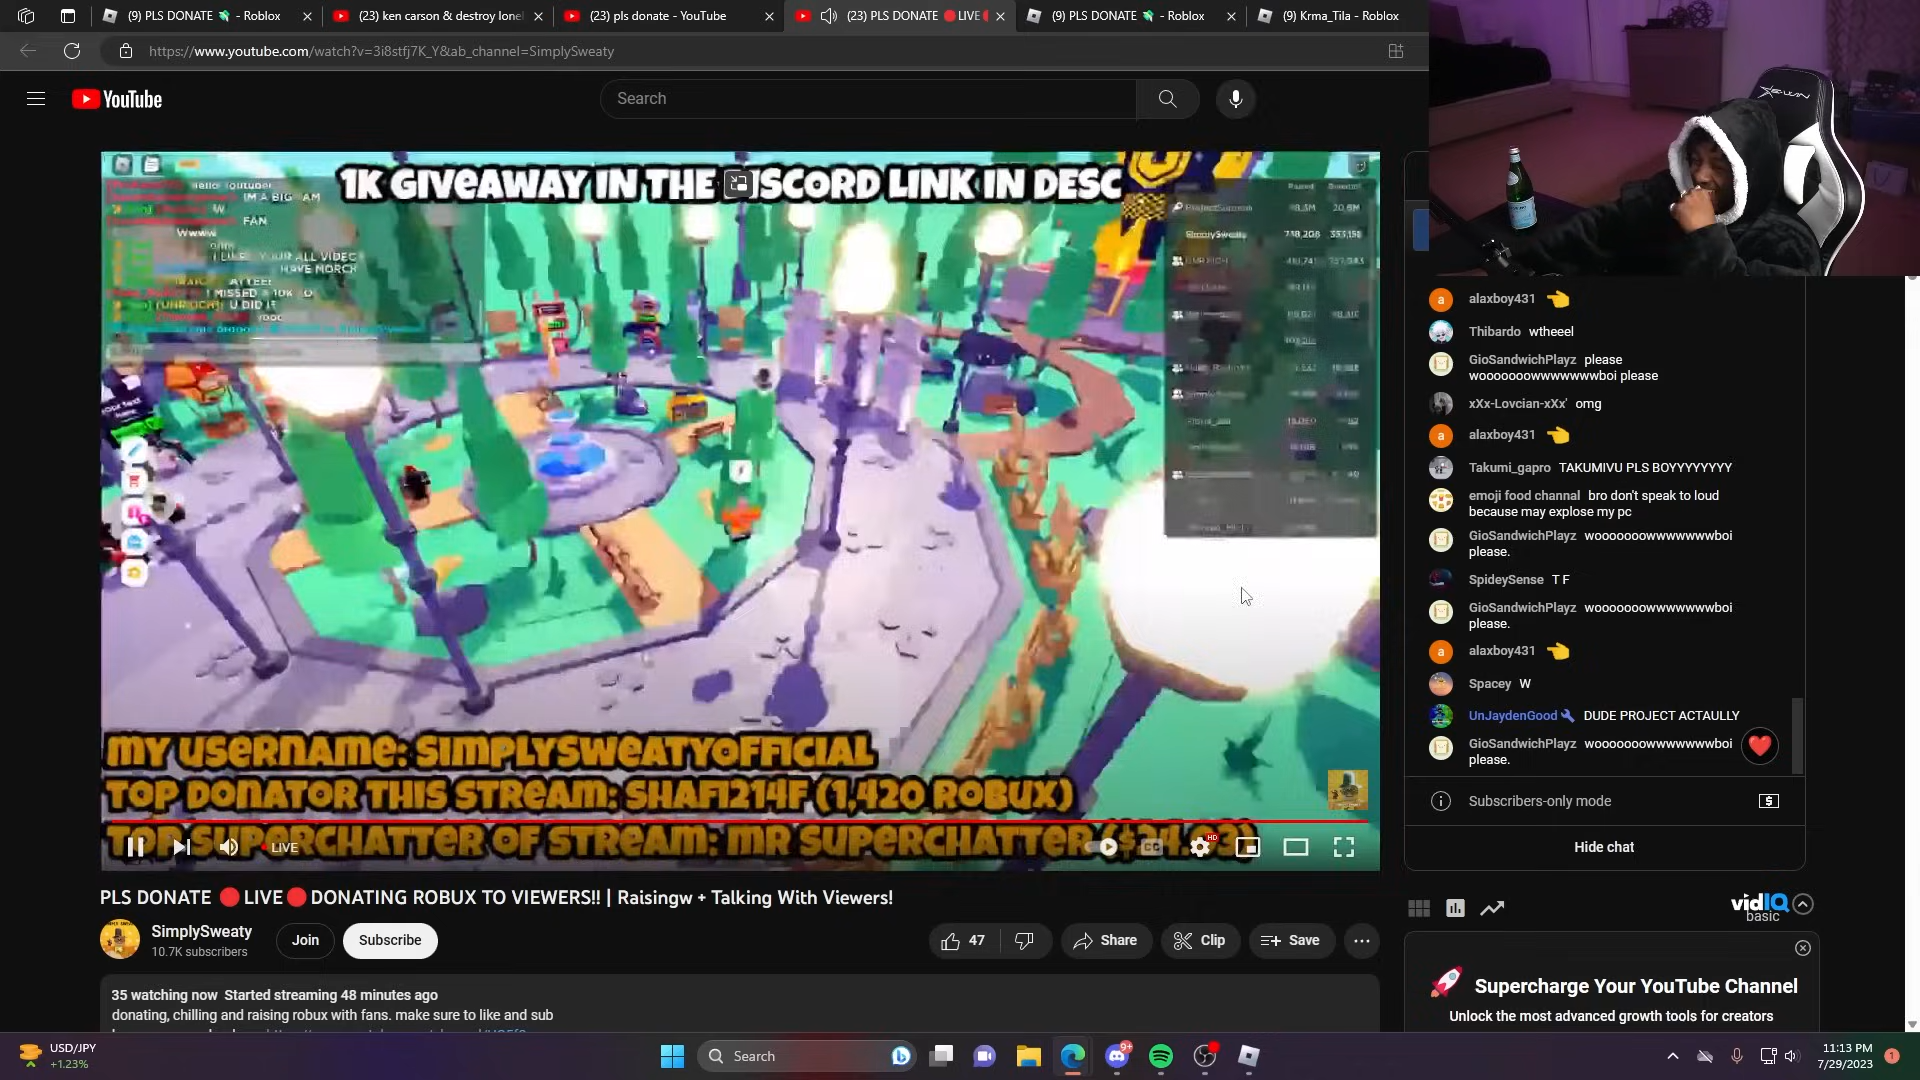 (9) PLS DONATE - Roblox
(23) ken carson & destroy lonel
(23) pls donate - YouTube
(23) PLS DONATE LIVE
(9) PLS DONATE - Roblox
(9) Krma_Tila - Roblox
https://www.youtube.com/watch?v=3i8stfj7K_Y&ab_channel=SimplySweaty
YouTube
Search
1K GIVEAWAY IN THE DISCORD LINK IN DESC
IM A BIG
FAN
Wwww
MY USERNAME: SIMPLYSWEATYOFFICIAL
TOP DONATOR THIS STREAM: SHAF1214F (1,420 ROBUX)
TOP SUPERCHATTER OF STREAM: MR SUPERCHATTER
LIVE
HD
PLS DONATE 🔴LIVE🔴DONATING ROBUX TO VIEWERS!! | Raisingw + Talking With Viewers!
SimplySweaty
10.7K subscribers
Join
Subscribe
47
Share
Clip
Save
35 watching now Started streaming 48 minutes ago
donating, chilling and raising robux with fans. make sure to like and sub
alaxboy431
Thibardo wtheeel
GioSandwichPlayz please
wooooooowwwwwwwboi please
xXx-Lovcian-xXx' omg
alaxboy431
Takumi_gapro TAKUMIVU PLS BOYYYYYYYY
emoji food channal bro don't speak to loud
because may explose my pc
GioSandwichPlayz wooooooowwwwwwwboi
please.
SpideySense T F
GioSandwichPlayz wooooooowwwwwwwboi
please.
alaxboy431
Spacey W
UnJaydenGood DUDE PROJECT ACTAULLY
GioSandwichPlayz wooooooowwwwwwwboi
please.
Subscribers-only mode
Hide chat
vidIQ
basic
Supercharge Your YouTube Channel
Unlock the most advanced growth tools for creators
USD/JPY
+1.23%
Search
9+
11:13 PM
7/29/2023
1